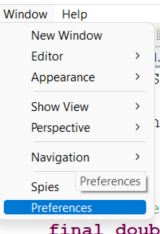 Window Help
New Window
Editor >
Appearance >
Show View >
Perspective >
Navigation >
Spies
Preferences
Preferences
final doub